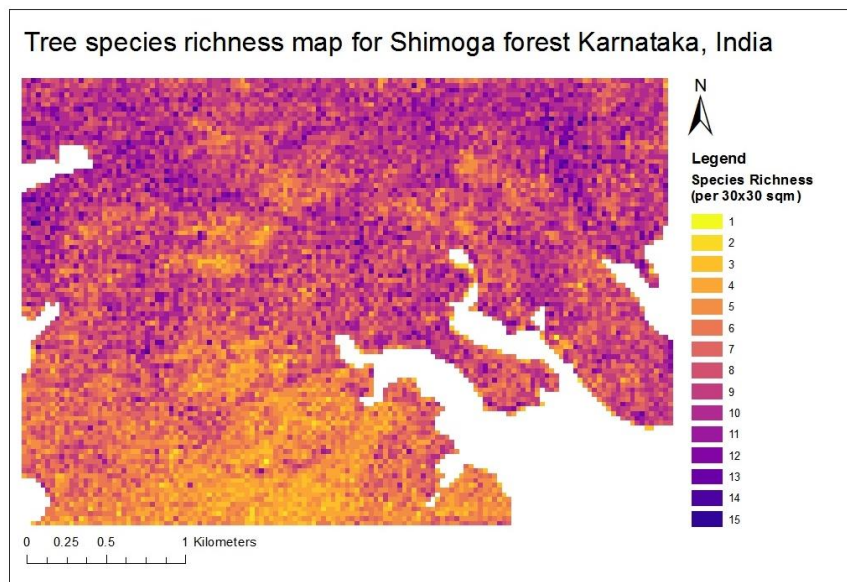 Tree species richness map for Shimoga forest Karnataka, India
N
Legend
Species Richness
(per 30x30 sqm)
1
2
3
4
5
6
7
8
9
10
11
12
13
14
15
0 0.25 0.5 1 Kilometers